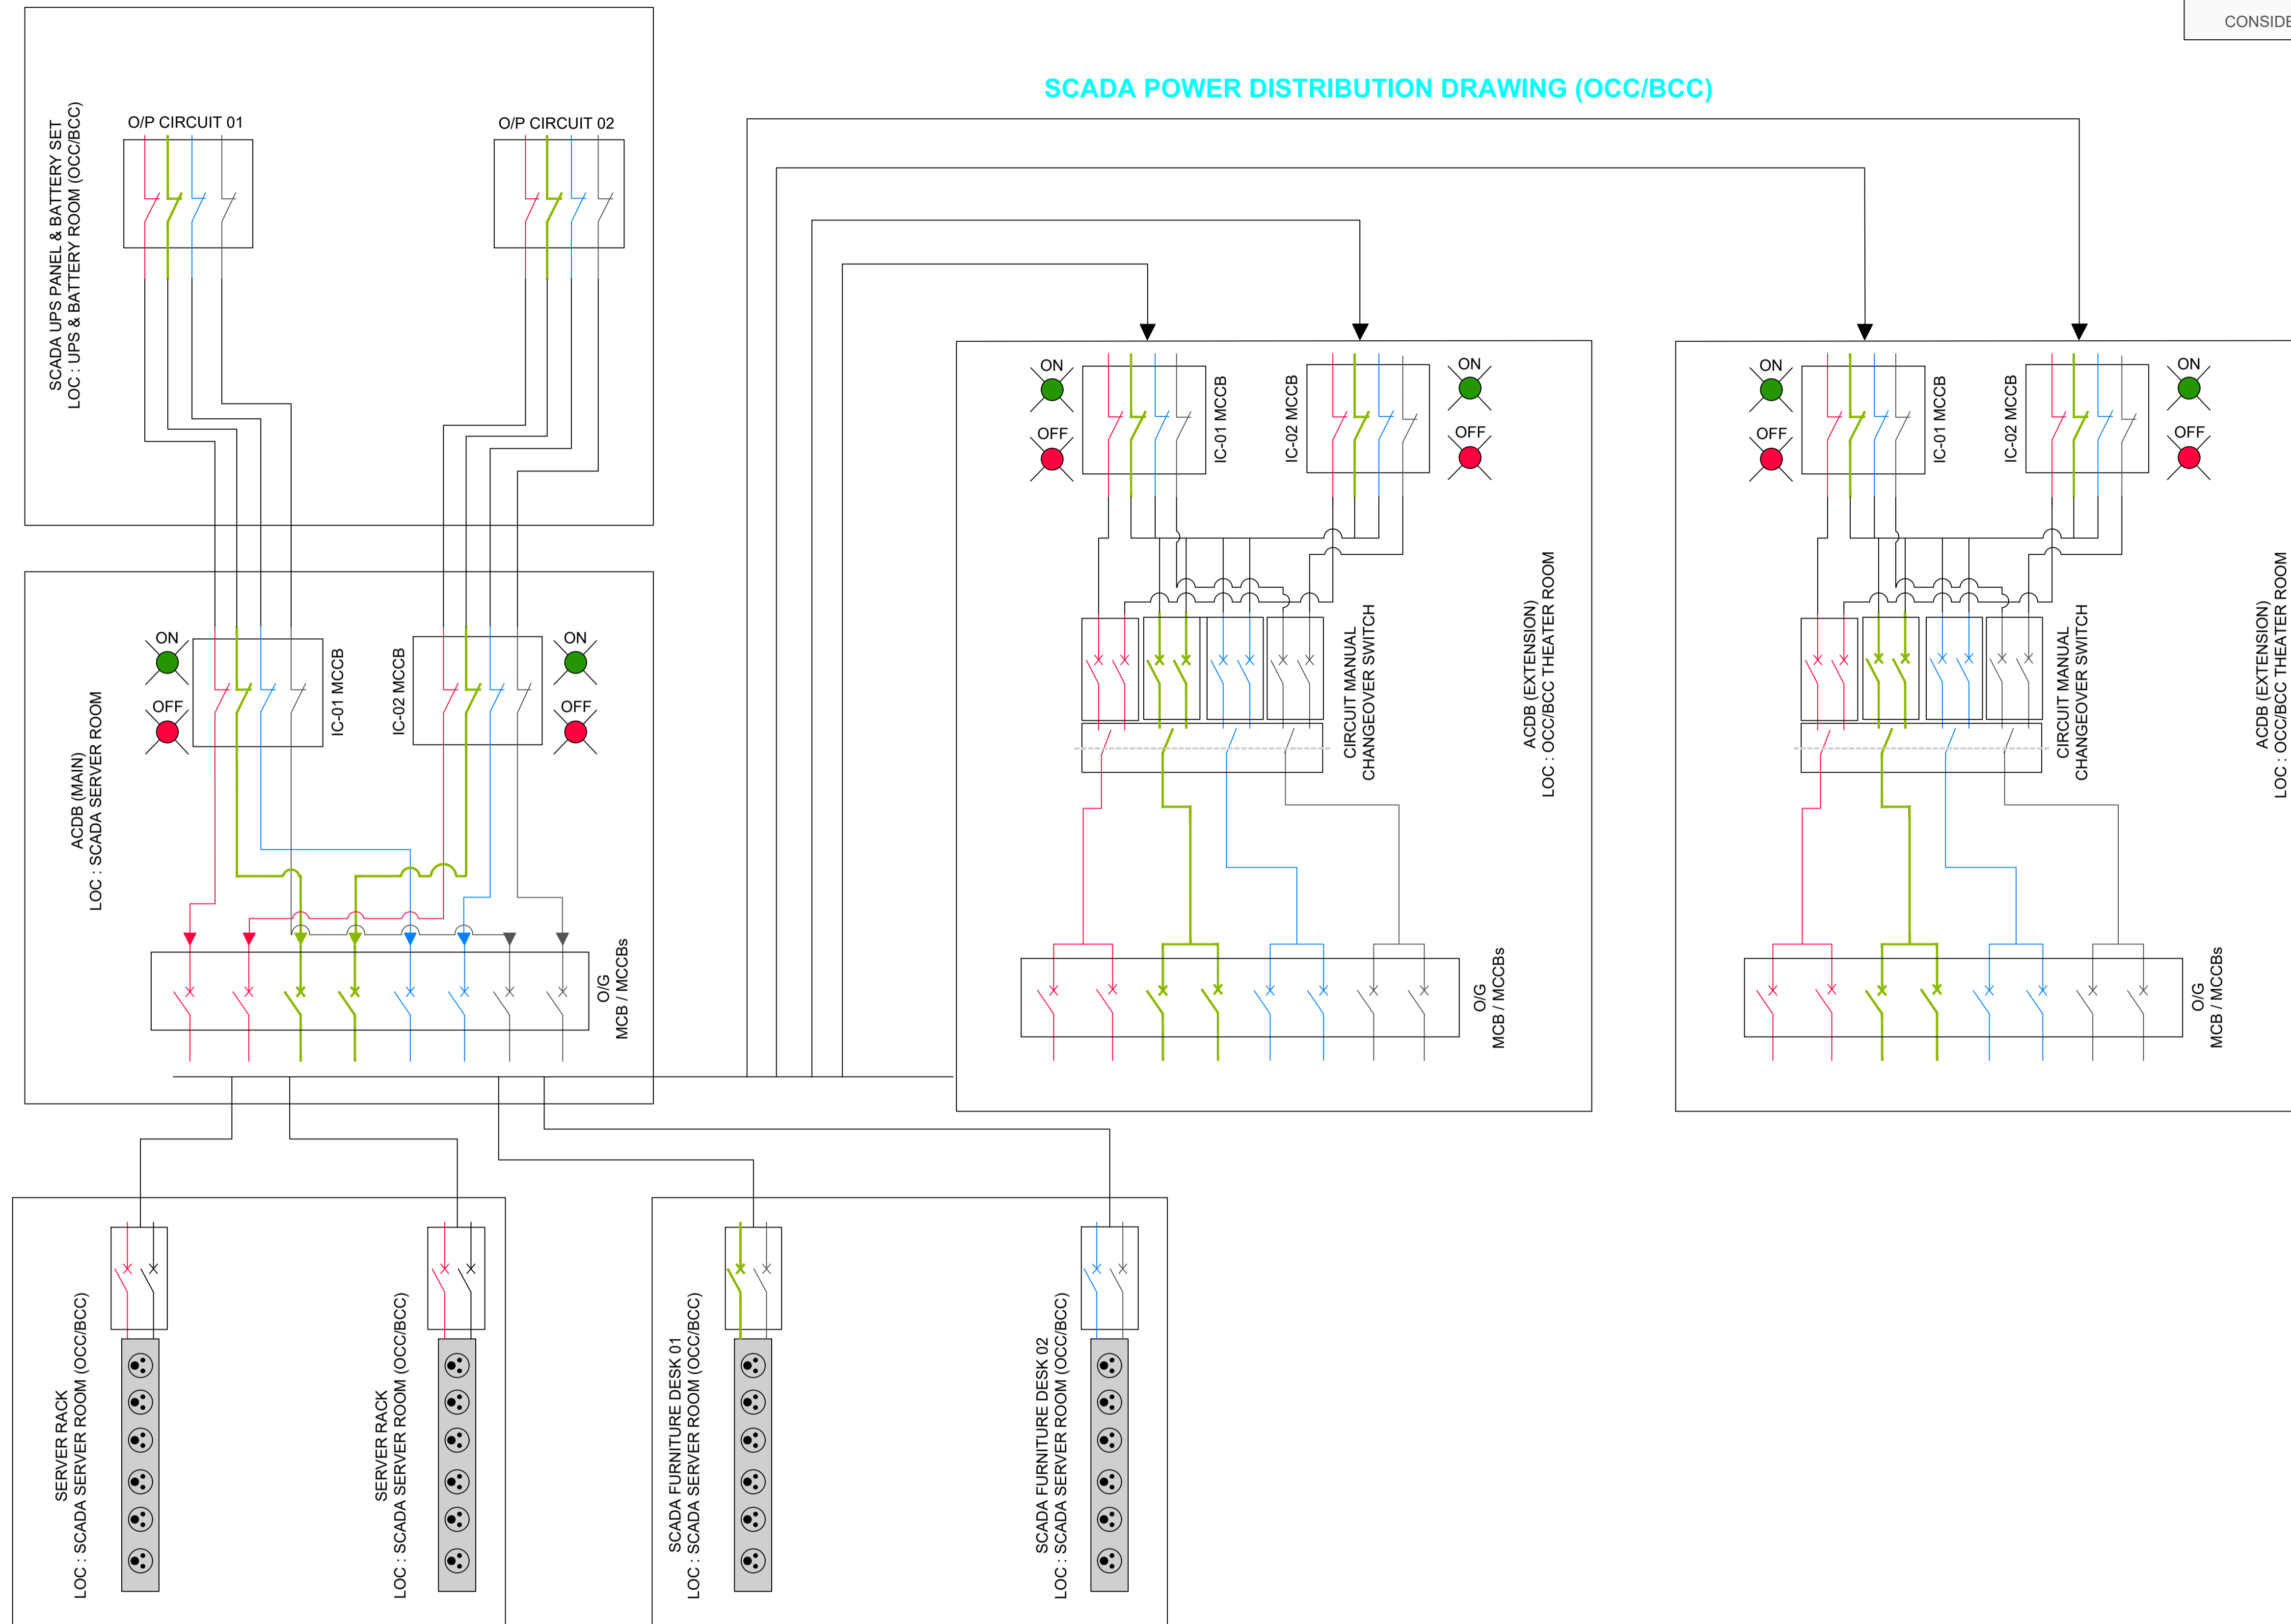 CONSIDE
SCADA POWER DISTRIBUTION DRAWING (OCC/BCC)
SCADA UPS PANEL & BATTERY SET
LOC : UPS & BATTERY ROOM (OCC/BCC)
O/P CIRCUIT 01
O/P CIRCUIT 02
ACDB (MAIN)
LOC : SCADA SERVER ROOM
ON
OFF
IC-01 MCCB
IC-02 MCCB
ON
OFF
O/G
MCB / MCCBs
ON
OFF
IC-01 MCCB
IC-02 MCCB
ON
OFF
CIRCUIT MANUAL
CHANGEOVER SWITCH
ACDB (EXTENSION)
LOC : OCC/BCC THEATER ROOM
O/G
MCB / MCCBs
ON
OFF
IC-01 MCCB
IC-02 MCCB
ON
OFF
CIRCUIT MANUAL
CHANGEOVER SWITCH
ACDB (EXTENSION)
LOC : OCC/BCC THEATER ROOM
O/G
MCB / MCCBs
SERVER RACK
LOC : SCADA SERVER ROOM (OCC/BCC)
SERVER RACK
LOC : SCADA SERVER ROOM (OCC/BCC)
SCADA FURNITURE DESK 01
LOC : SCADA SERVER ROOM (OCC/BCC)
SCADA FURNITURE DESK 02
LOC : SCADA SERVER ROOM (OCC/BCC)